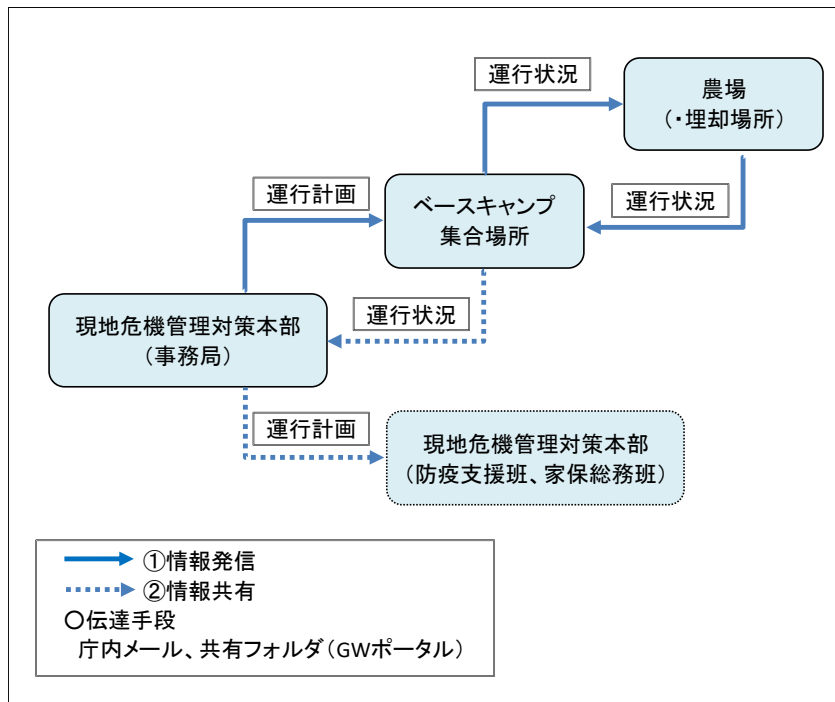 運行状況
農場
（・埋却場所）
運行計画
ベースキャンプ
集合場所
運行状況
現地危機管理対策本部
（事務局）
運行状況
運行計画
現地危機管理対策本部
（防疫支援班、家保総務班）
①情報発信
②情報共有
○伝達手段
庁内メール、共有フォルダ（GWポータル）